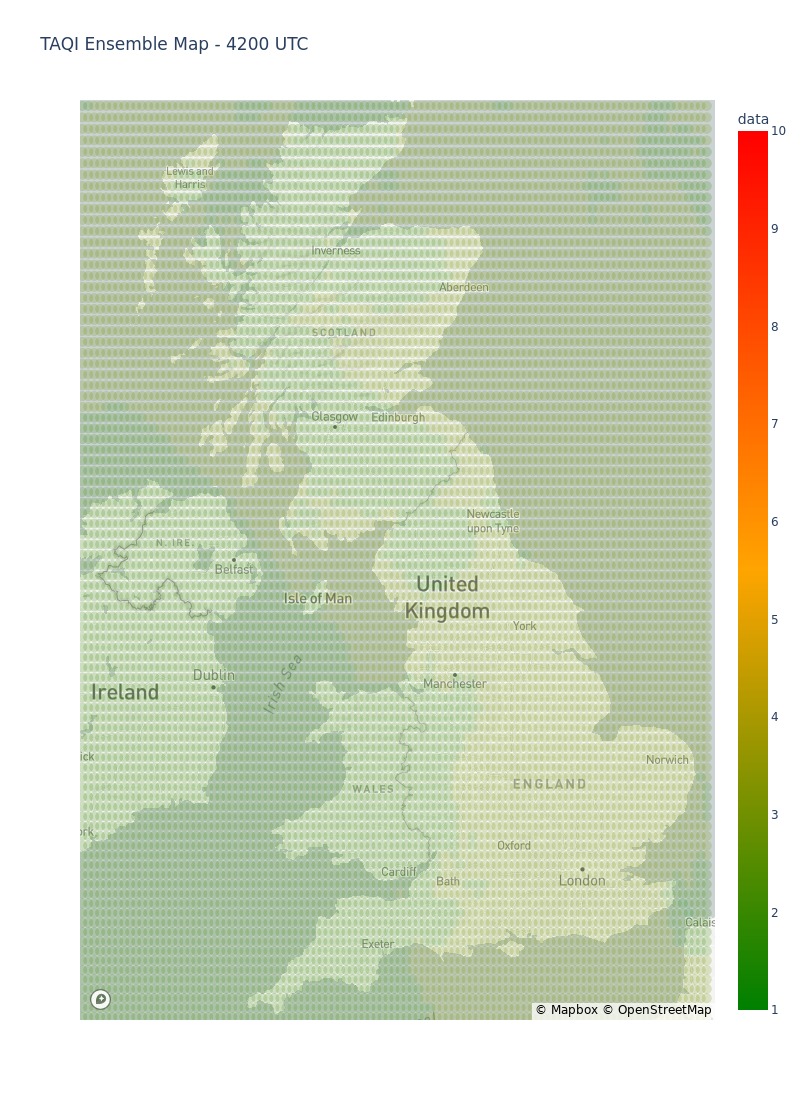 TAQI Ensemble Map - 4200 UTC
data
10
9
8
7
6
5
4
3
2
1
Lewis and
Harris
Inverness
Aberdeen
SCOTLAND
Glasgow
Edinburgh
Newcastle
upon Tyne
N. IRE.
Belfast
United
Kingdom
Isle of Man
York
Irish Sea
Dublin
Manchester
Ireland
Norwich
ick
ENGLAND
WALES
ork
Oxford
Cardiff
Bath
London
Calais
Exeter
© Mapbox © OpenStreetMap